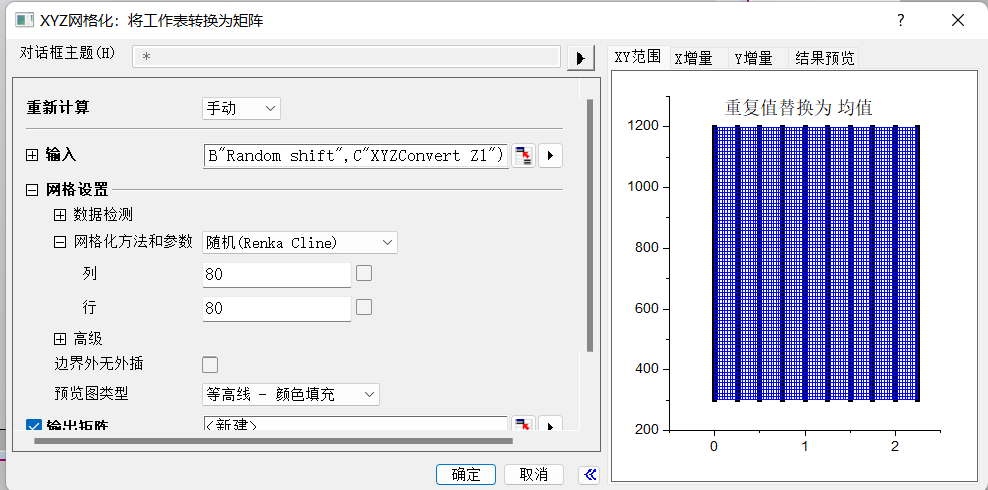 XYZ网格化: 将工作表转换为矩阵
?
对话框主题(H)
*
重新计算
手动
输入
B"Random shift",C"XYZConvert Z1")
网格设置
数据检测
网格化方法和参数
随机(Renka Cline)
列
80
行
80
高级
边界外无外插
预览图类型
等高线 - 颜色填充
输出矩阵
<新建>
确定
取消
XY范围
X增量
Y增量
结果预览
重复值替换为 均值
1200
1000
800
600
400
200
0
1
2